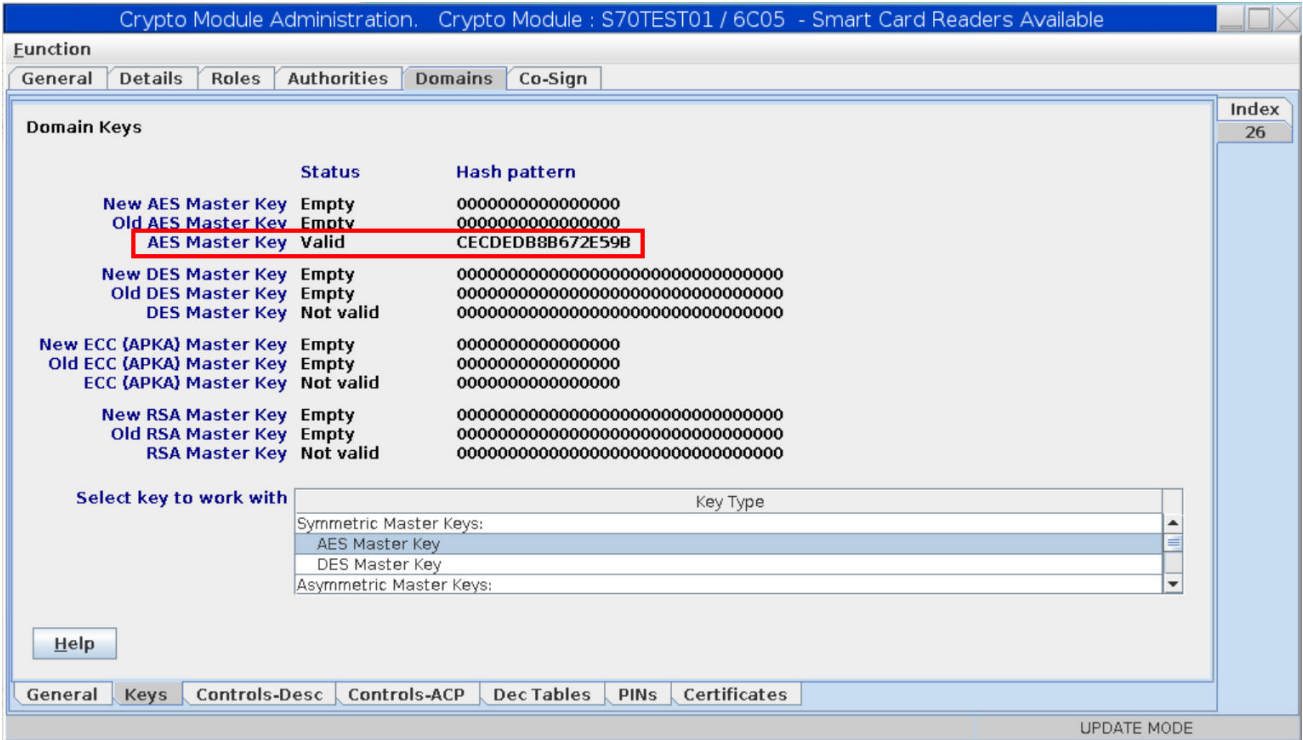 Crypto Module Administration. Crypto Module : S70TEST01 / 6C05 - Smart Card Readers Available
Function
General Details Roles Authorities Domains Co-Sign
Index
26
Domain Keys
Status Hash pattern
New AES Master Key Empty 0000000000000000
Old AES Master Key Empty 0000000000000000
AES Master Key Valid CECDEDB8B672E59B
New DES Master Key Empty 00000000000000000000000000000000
Old DES Master Key Empty 00000000000000000000000000000000
DES Master Key Not valid 00000000000000000000000000000000
New ECC (APKA) Master Key Empty 0000000000000000
Old ECC (APKA) Master Key Empty 0000000000000000
ECC (APKA) Master Key Not valid 0000000000000000
New RSA Master Key Empty 00000000000000000000000000000000
Old RSA Master Key Empty 00000000000000000000000000000000
RSA Master Key Not valid 00000000000000000000000000000000
Select key to work with Key Type
Symmetric Master Keys:
AES Master Key
DES Master Key
Asymmetric Master Keys:
Help
General Keys Controls-Desc Controls-ACP Dec Tables PINs Certificates
UPDATE MODE